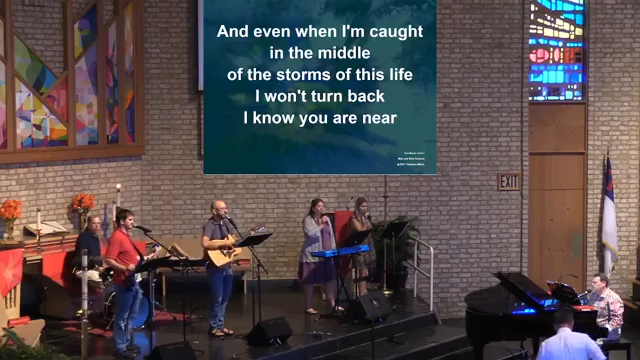 And even when I'm caught
in the middle
of the storms of this life
I won't turn back
I know you are near
EXIT